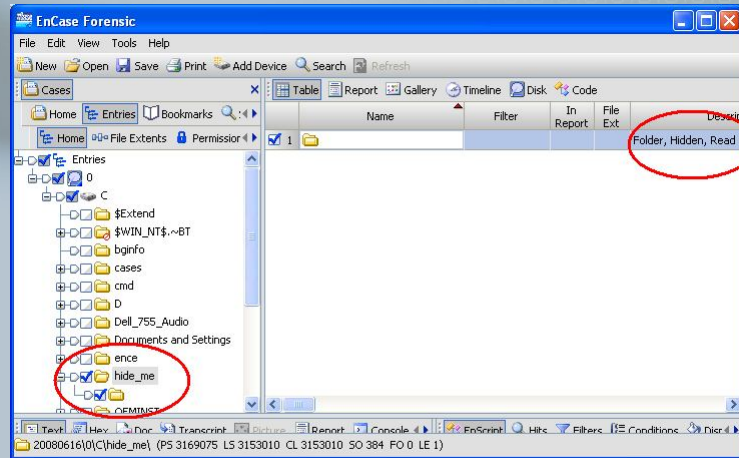 EnCase Forensic
File Edit View Tools Help
New Open Save Print Add Device Search Refresh
Cases
Home Entries Bookmarks
Home File Extents Permission
Entries
0
C
$Extend
$WIN_NT$.~BT
bginfo
cases
cmd
D
Dell_755_Audio
Documents and Settings
ence
hide_me
OEMINST
Table Report Gallery Timeline Disk Code
Name Filter In Report File Ext Descrip
1 Folder, Hidden, Read
Text Hex Doc Transcript Picture Report Console EnScript Hits Filters Conditions Displ
20080616\0\C\hide_me\ (PS 3169075 LS 3153010 CL 3153010 SO 384 FO 0 LE 1)